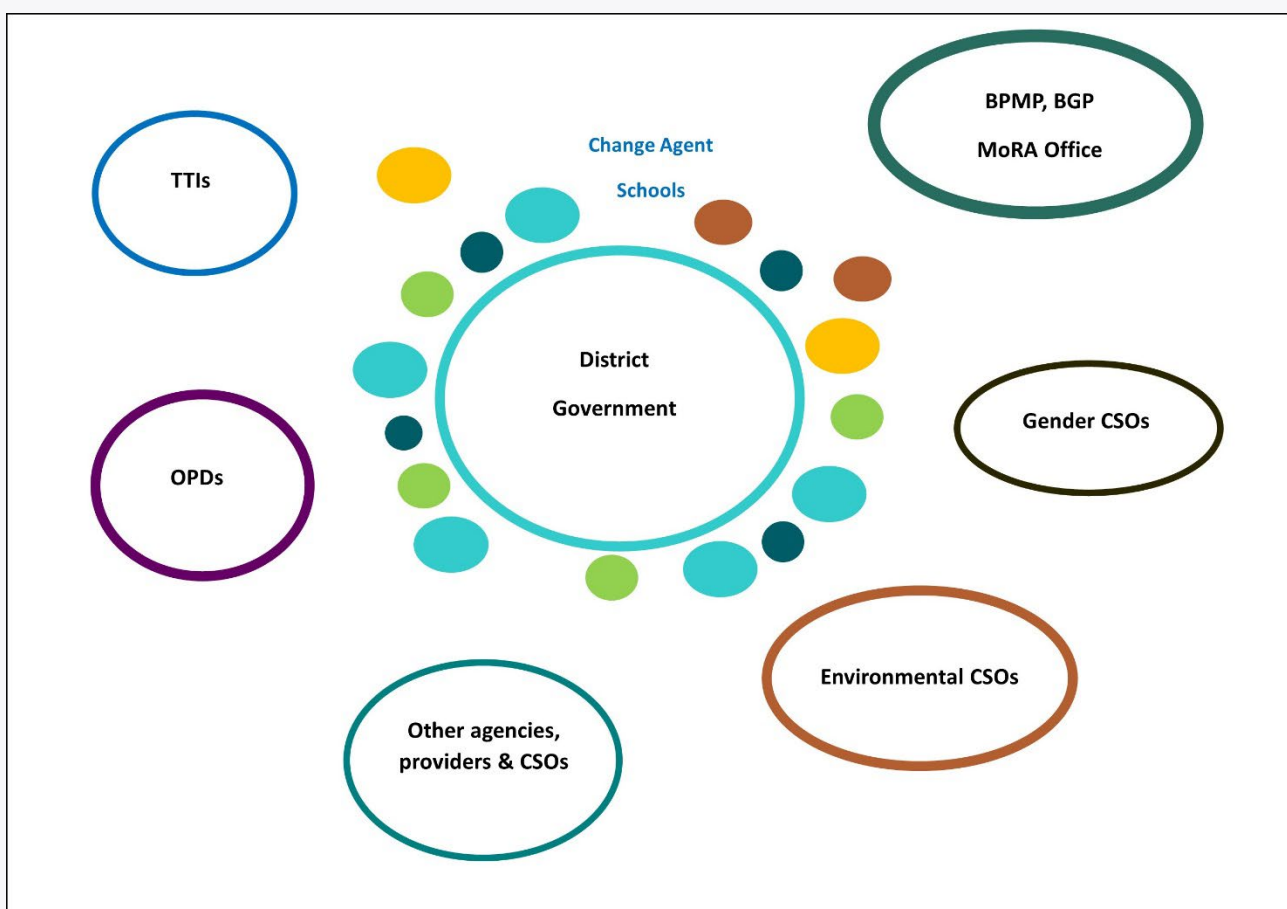 BPMP, BGP
MoRA Office
Change Agent
Schools
TTIs
District
Government
Gender CSOs
OPDs
Environmental CSOs
Other agencies,
providers & CSOs